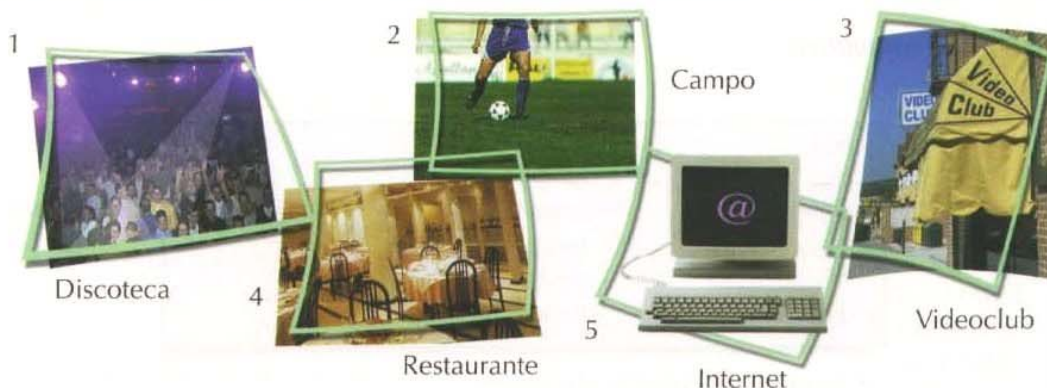 1
Discoteca
2
Campo
3
VIDEO
CLUB
Video
Club
Videoclub
4
Restaurante
5
@
Internet